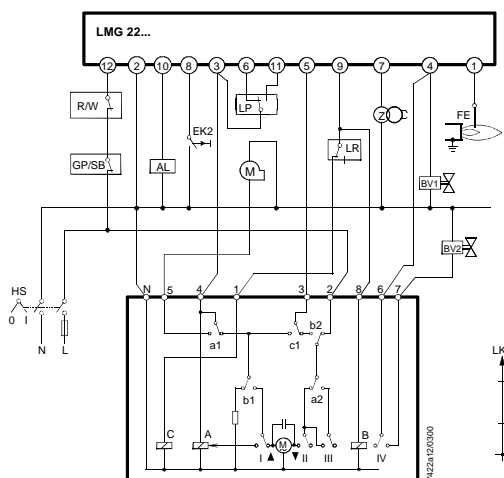 LMG 22...
12 2 10 8 3 6 11 5 9 7 4 1
R/W
LP
Z
FE
EK2
LR
GP/SB
AL
M
BV1
BV2
HS
0 I
N L
N 5 4 1 3 2 8 6 7
a1 c1 b2
b1 a2
C A I M II III B IV
7422a12/0300
LK